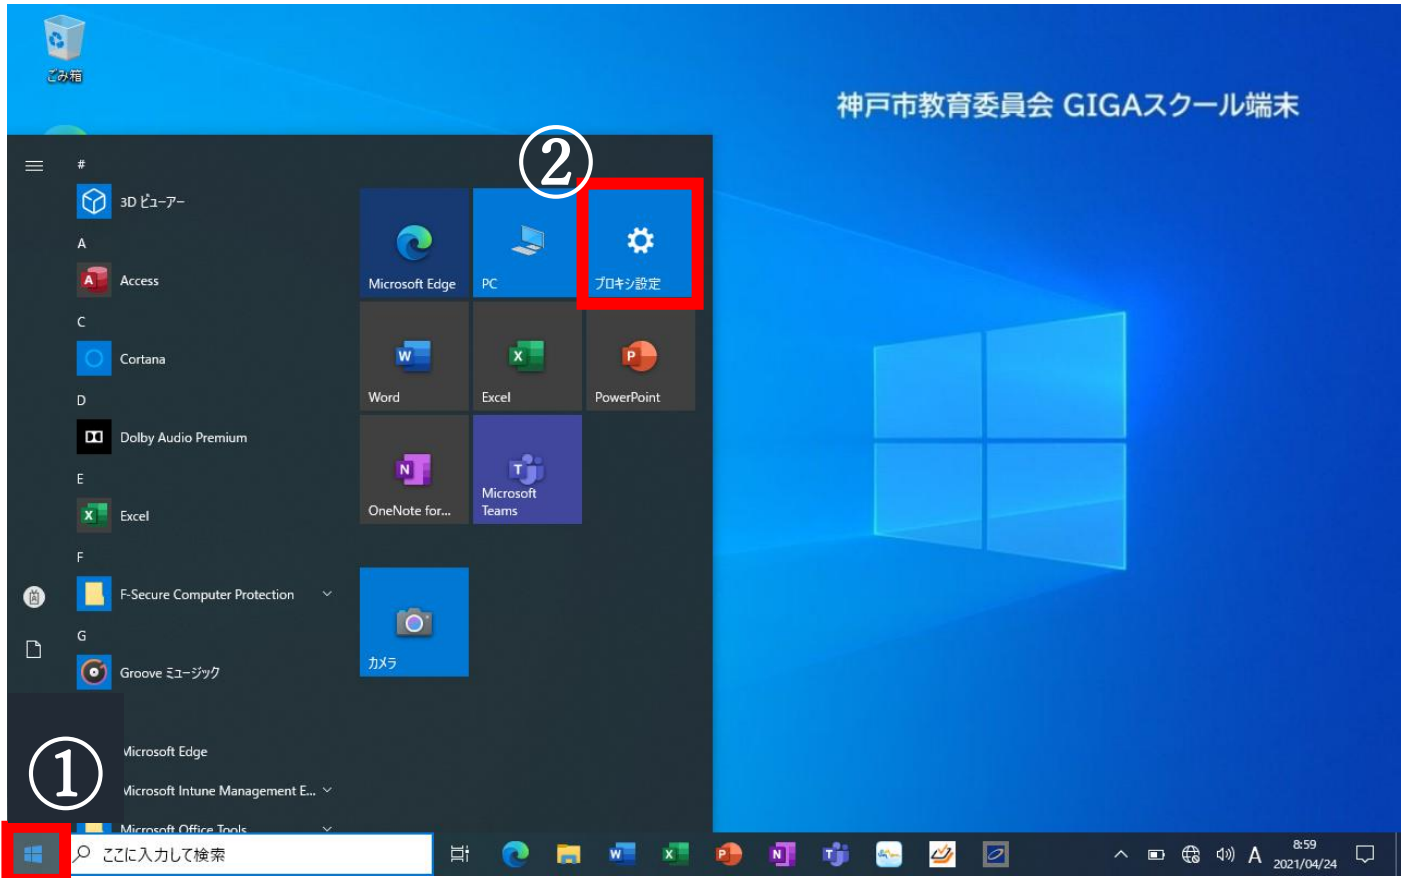 ごみ箱
神戸市教育委員会 GIGAスクール端末
②
#
3D ビューアー
A
Access
C
Cortana
D
Dolby Audio Premium
E
Excel
F
F-Secure Computer Protection
G
Groove ミュージック
Microsoft Edge
Microsoft Intune Management E...
Microsoft Office Tools
Microsoft Edge
PC
プロキシ設定
Word
Excel
PowerPoint
OneNote for...
Microsoft
Teams
カメラ
①
ここに入力して検索
A
8:59
2021/04/24